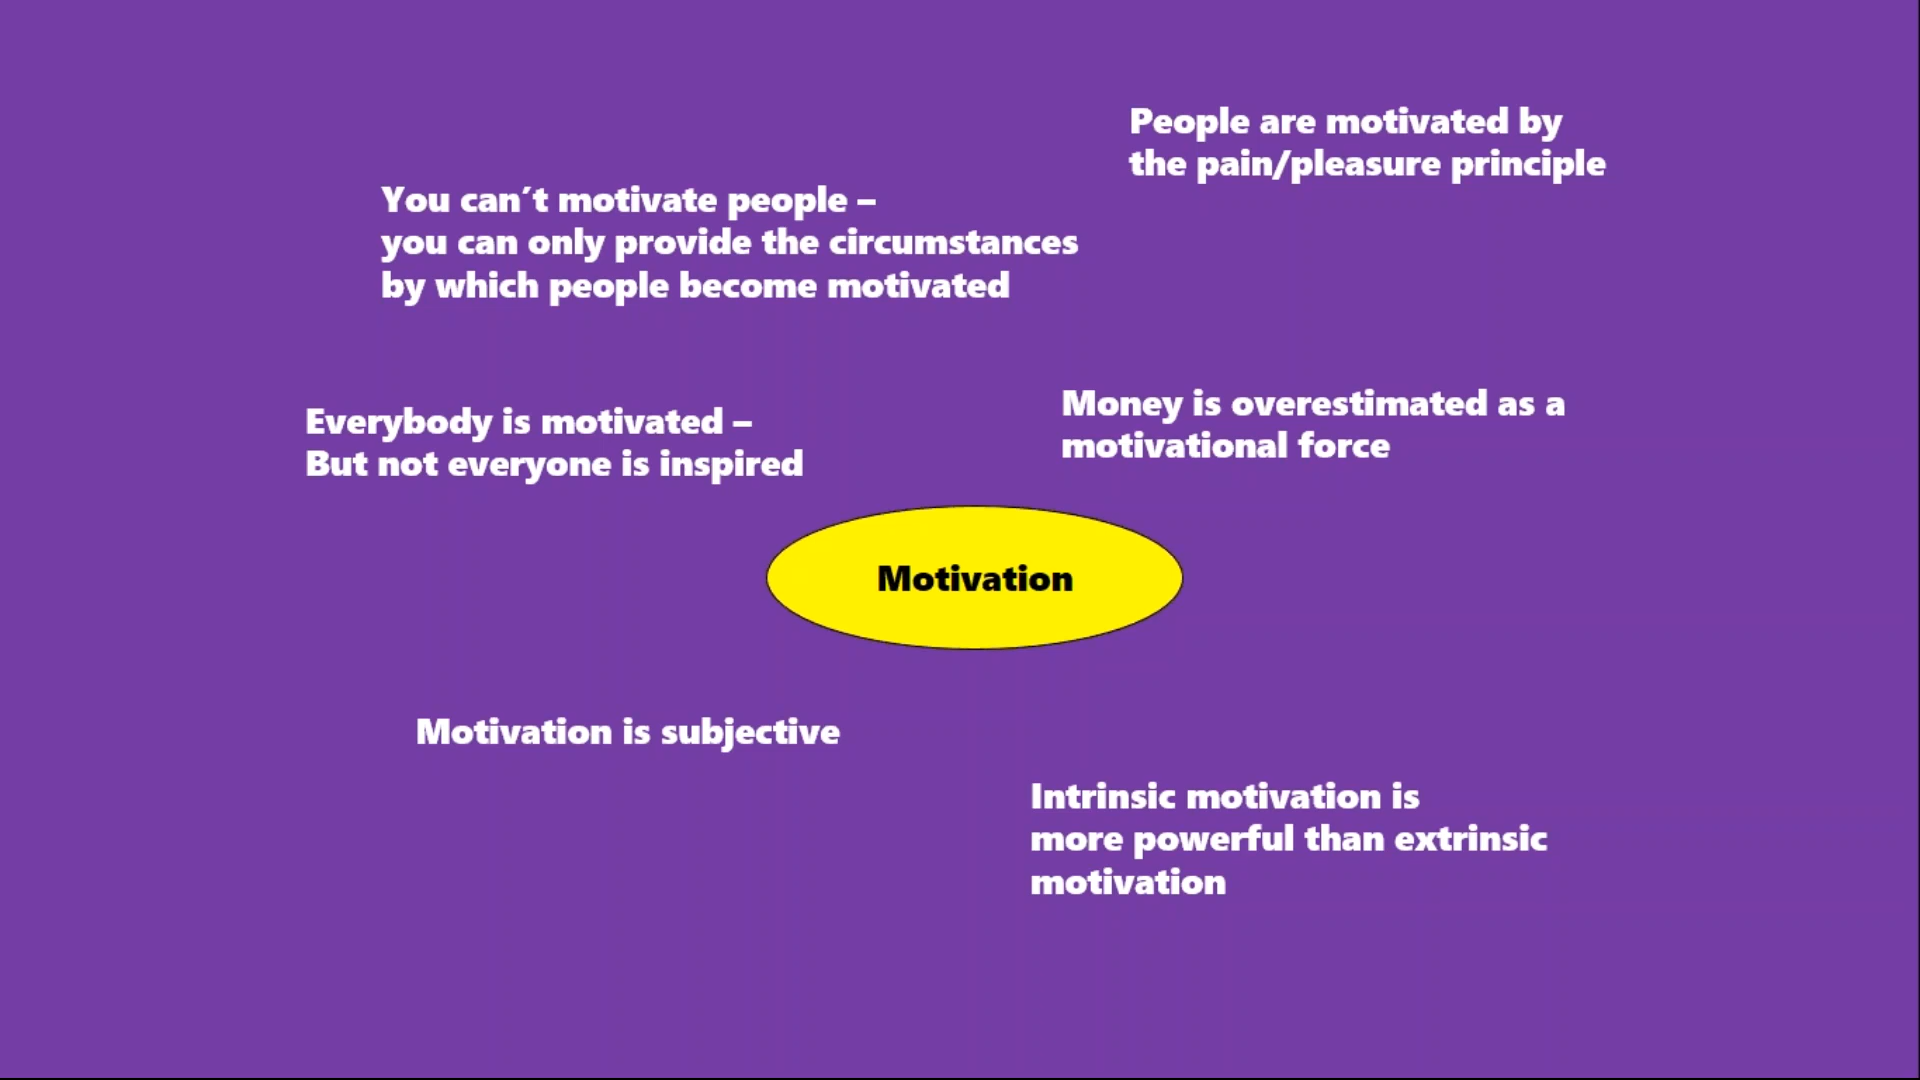 People are motivated by
the pain/pleasure principle
You can’t motivate people –
you can only provide the circumstances
by which people become motivated
Everybody is motivated –
But not everyone is inspired
Money is overestimated as a
motivational force
Motivation
Motivation is subjective
Intrinsic motivation is
more powerful than extrinsic
motivation